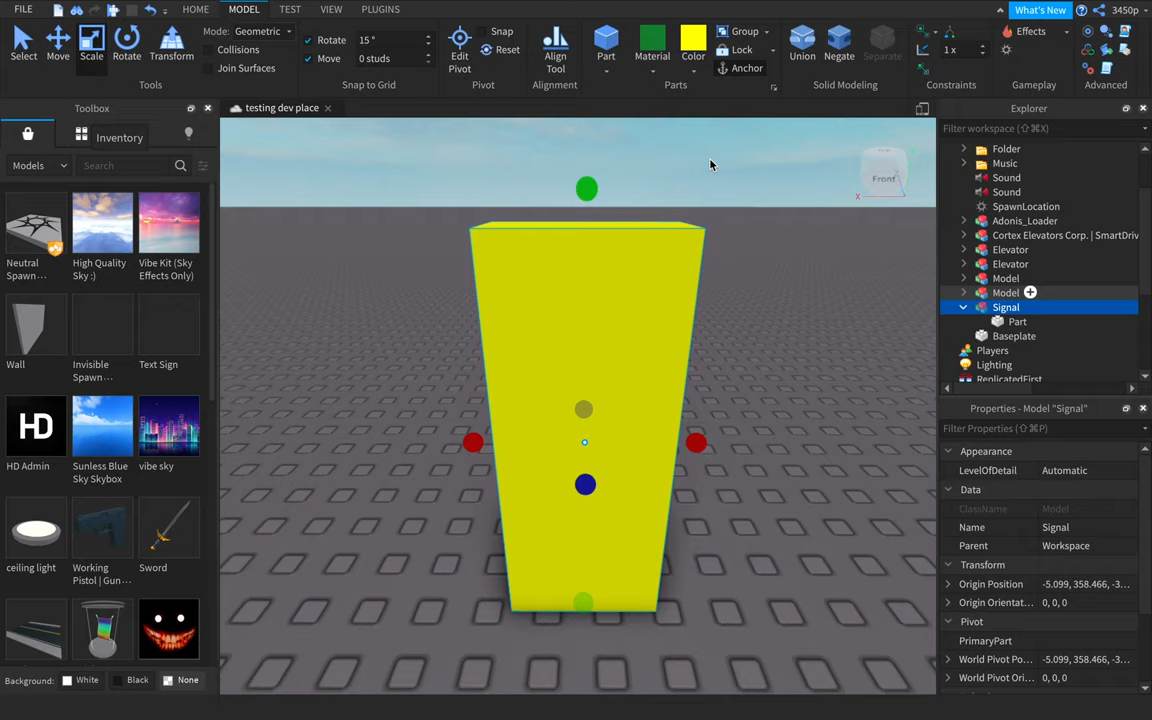 FILE HOME MODEL TEST VIEW PLUGINS What's New 3450p
Select Move Scale Rotate Transform
Mode: Geometric
Collisions
Join Surfaces
Tools
Rotate 15 °
Move 0 studs
Snap to Grid
Edit Pivot
Snap
Reset
Pivot
Align Tool
Alignment
Part Material Color
Group
Lock
Anchor
Parts
Union Negate Separate
Solid Modeling
1 x
Constraints
Effects
Gameplay
Advanced
Toolbox
testing dev place
Inventory
Models Search
Neutral Spawn...
High Quality Sky :)
Vibe Kit (Sky Effects Only)
Wall
Invisible Spawn...
Text Sign
HD
HD Admin
Sunless Blue Sky Skybox
vibe sky
ceiling light
Working Pistol | Gun...
Sword
Background: White Black None
Front
X
Explorer
Filter workspace (⇧⌘X)
Folder
Music
Sound
Sound
SpawnLocation
Adonis_Loader
Cortex Elevators Corp. | SmartDriv
Elevator
Elevator
Model
Model
Signal
Part
Baseplate
Players
Lighting
ReplicatedFirst
Properties - Model "Signal"
Filter Properties (⇧⌘P)
Appearance
LevelOfDetail Automatic
Data
ClassName Model
Name Signal
Parent Workspace
Transform
Origin Position -5.099, 358.466, -3...
Origin Orientat... 0, 0, 0
Pivot
PrimaryPart
World Pivot Po... -5.099, 358.466, -3...
World Pivot Ori... 0, 0, 0